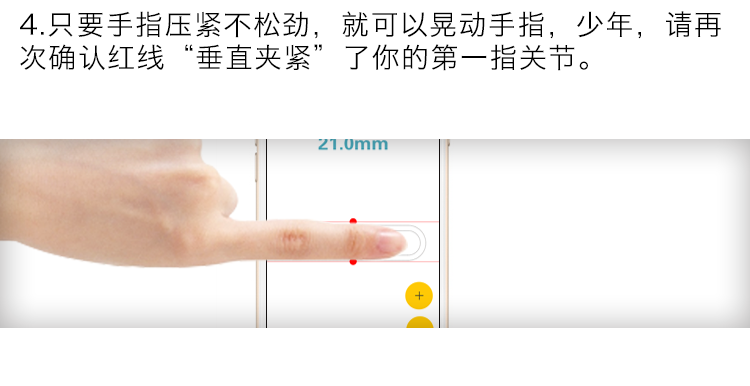 4.只要手指压紧不松劲，就可以晃动手指，少年，请再
次确认红线“垂直夹紧”了你的第一指关节。
21.0mm
+